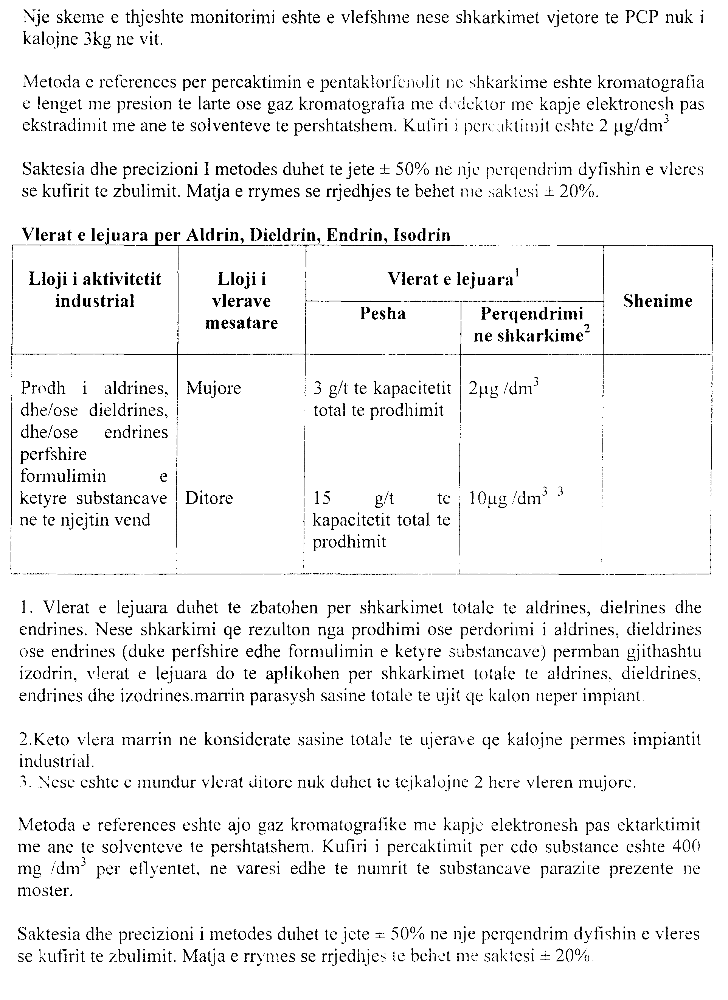 Nje skeme e thjeshte monitorimi eshte e vlefshme nese shkarkimet vjetore te PCP nuk i
kalojne 3kg ne vit.
Metoda e references per percaktimin e pentaklorfenolit ne shkarkime eshte kromatografia
e lenget me presion te larte ose gaz kromatografia me dedektor me kapje elektronesh pas
ekstradimit me ane te solventeve te pershtatshem. Kufiri i percaktimit eshte 2 µg/dm³
Saktesia dhe precizioni I metodes duhet te jete ± 50% ne nje perqendrim dyfishin e vleres
se kufirit te zbulimit. Matja e rrymes se rrjedhjes te behet me saktesi ± 20%.
Vlerat e lejuara per Aldrin, Dieldrin, Endrin, Isodrin
Lloji i aktivitetit
industrial
Lloji i
vlerave
mesatare
Vlerat e lejuara¹
Pesha
Perqendrimi
ne shkarkime²
Shenime
Prodh i aldrines,
dhe/ose dieldrines,
dhe/ose endrines
perfshire
formulimin e
ketyre substancave
ne te njejtin vend
Mujore
3 g/t te kapacitetit
total te prodhimit
2µg /dm³
Ditore
15 g/t te
kapacitetit total te
prodhimit
10µg /dm³ ³
1. Vlerat e lejuara duhet te zbatohen per shkarkimet totale te aldrines, dielrines dhe
endrines. Nese shkarkimi qe rezulton nga prodhimi ose perdorimi i aldrines, dieldrines
ose endrines (duke perfshire edhe formulimin e ketyre substancave) permban gjithashtu
izodrin, vlerat e lejuara do te aplikohen per shkarkimet totale te aldrines, dieldrines,
endrines dhe izodrines.marrin parasysh sasine totale te ujit qe kalon neper impiant.
2.Keto vlera marrin ne konsiderate sasine totale te ujerave qe kalojne permes impiantit
industrial.
3. Nese eshte e mundur vlerat ditore nuk duhet te tejkalojne 2 here vleren mujore.
Metoda e references eshte ajo gaz kromatografike me kapje elektronesh pas ektarktimit
me ane te solventeve te pershtatshem. Kufiri i percaktimit per cdo substance eshte 400
mg /dm³ per eflyentet, ne varesi edhe te numrit te substancave parazite prezente ne
moster.
Saktesia dhe precizioni i metodes duhet te jete ± 50% ne nje perqendrim dyfishin e vleres
se kufirit te zbulimit. Matja e rrymes se rrjedhjes te behet me saktesi ± 20%.